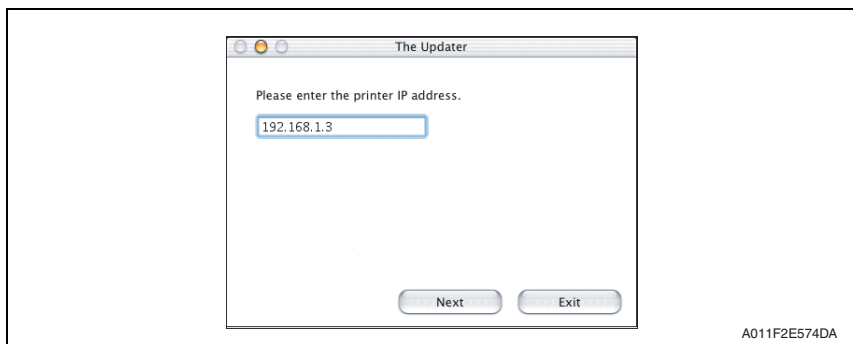 The Updater
Please enter the printer IP address.
192.168.1.3
Next Exit
A011F2E574DA